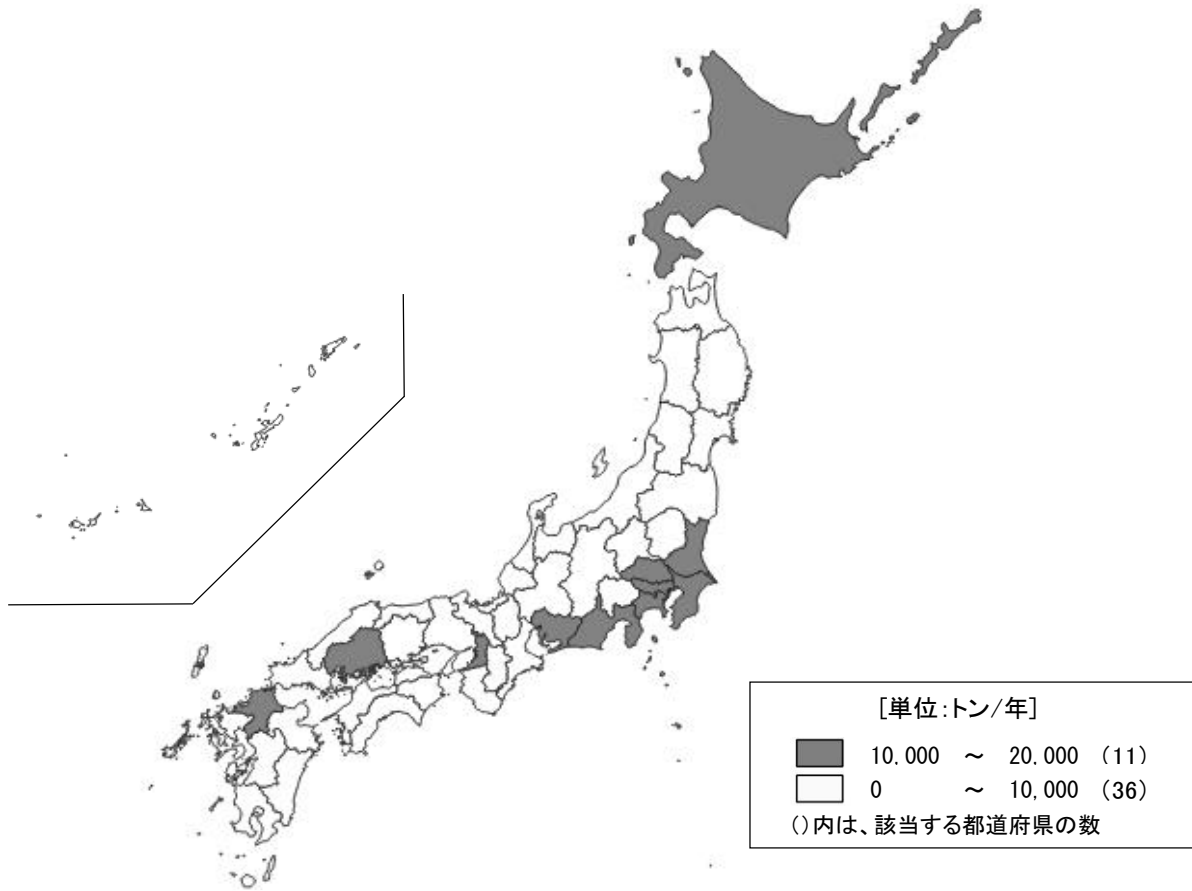 [単位:トン/年]
10,000 ～ 20,000 (11)
0 ～ 10,000 (36)
()内は、該当する都道府県の数